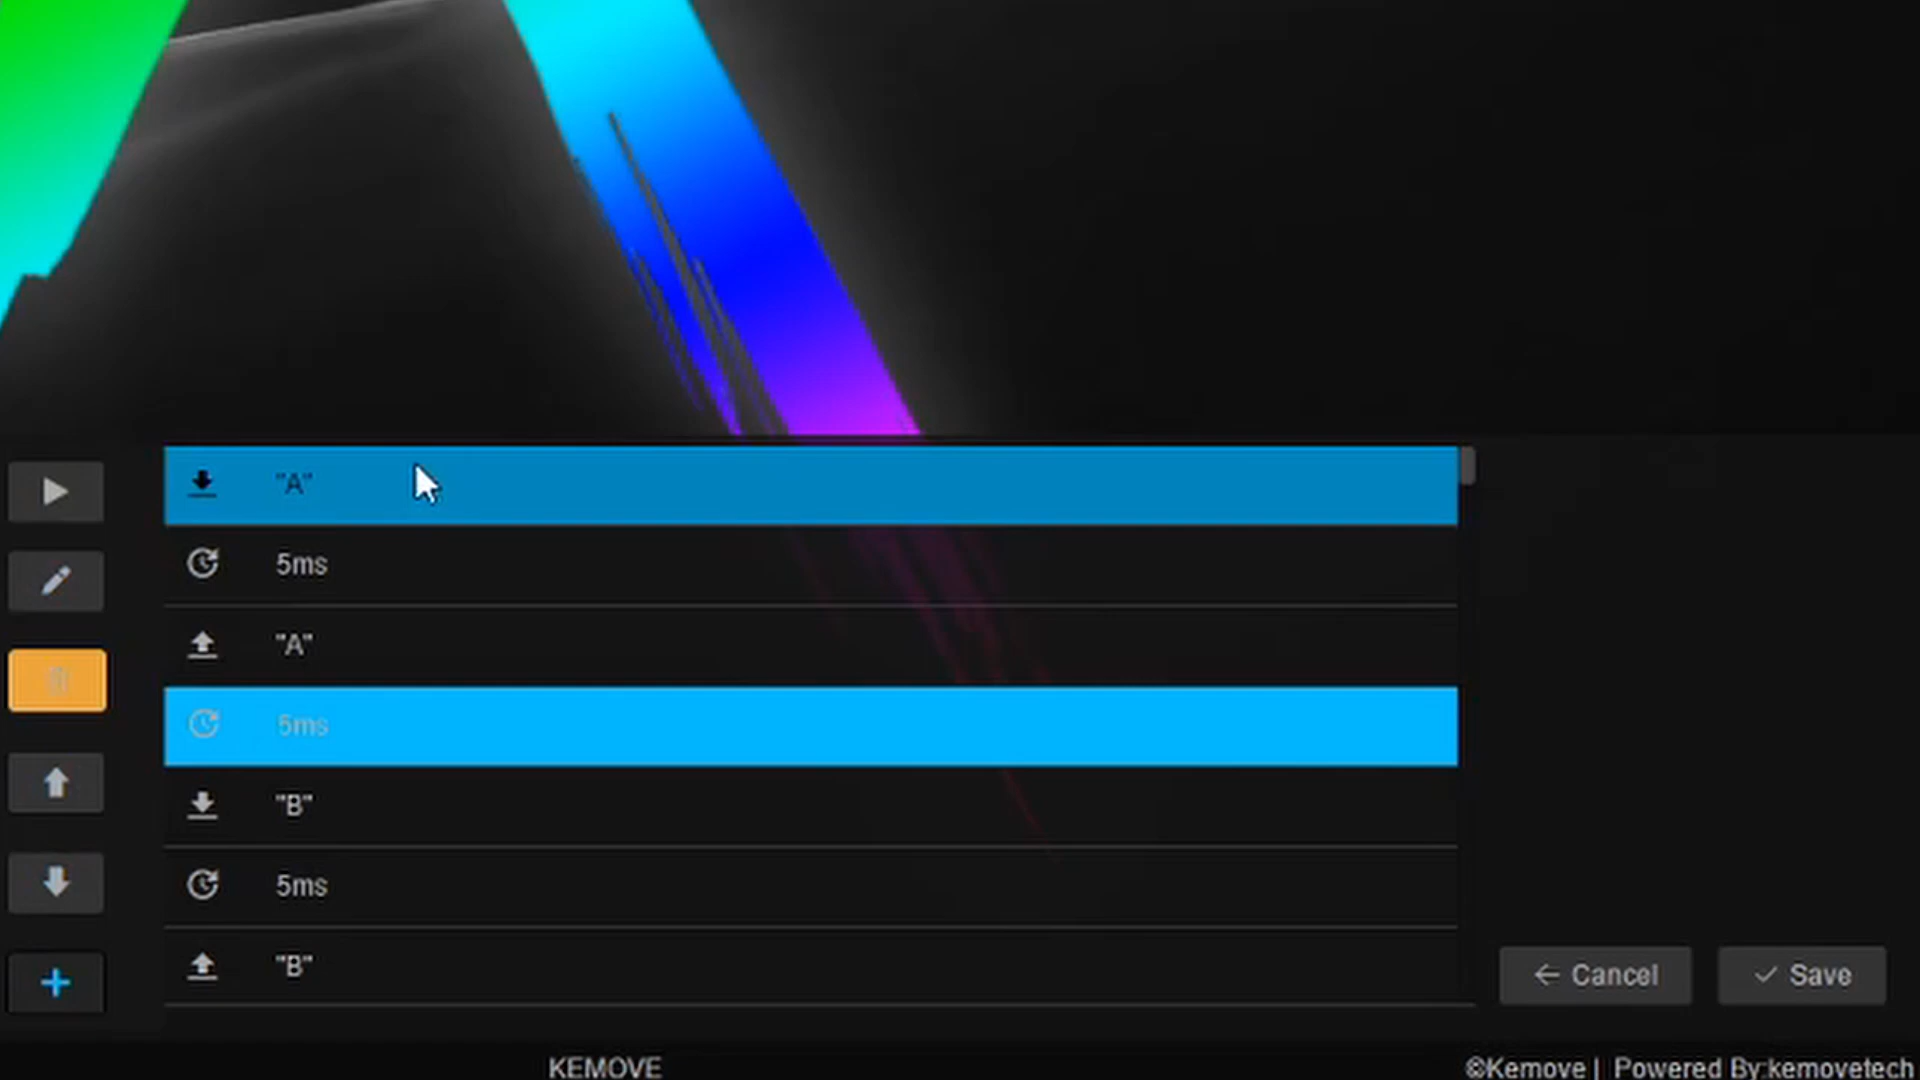 "A"
5ms
"A"
5ms
"B"
5ms
"B"
Cancel
Save
KEMOVE
©Kemove | Powered By:kemovetech